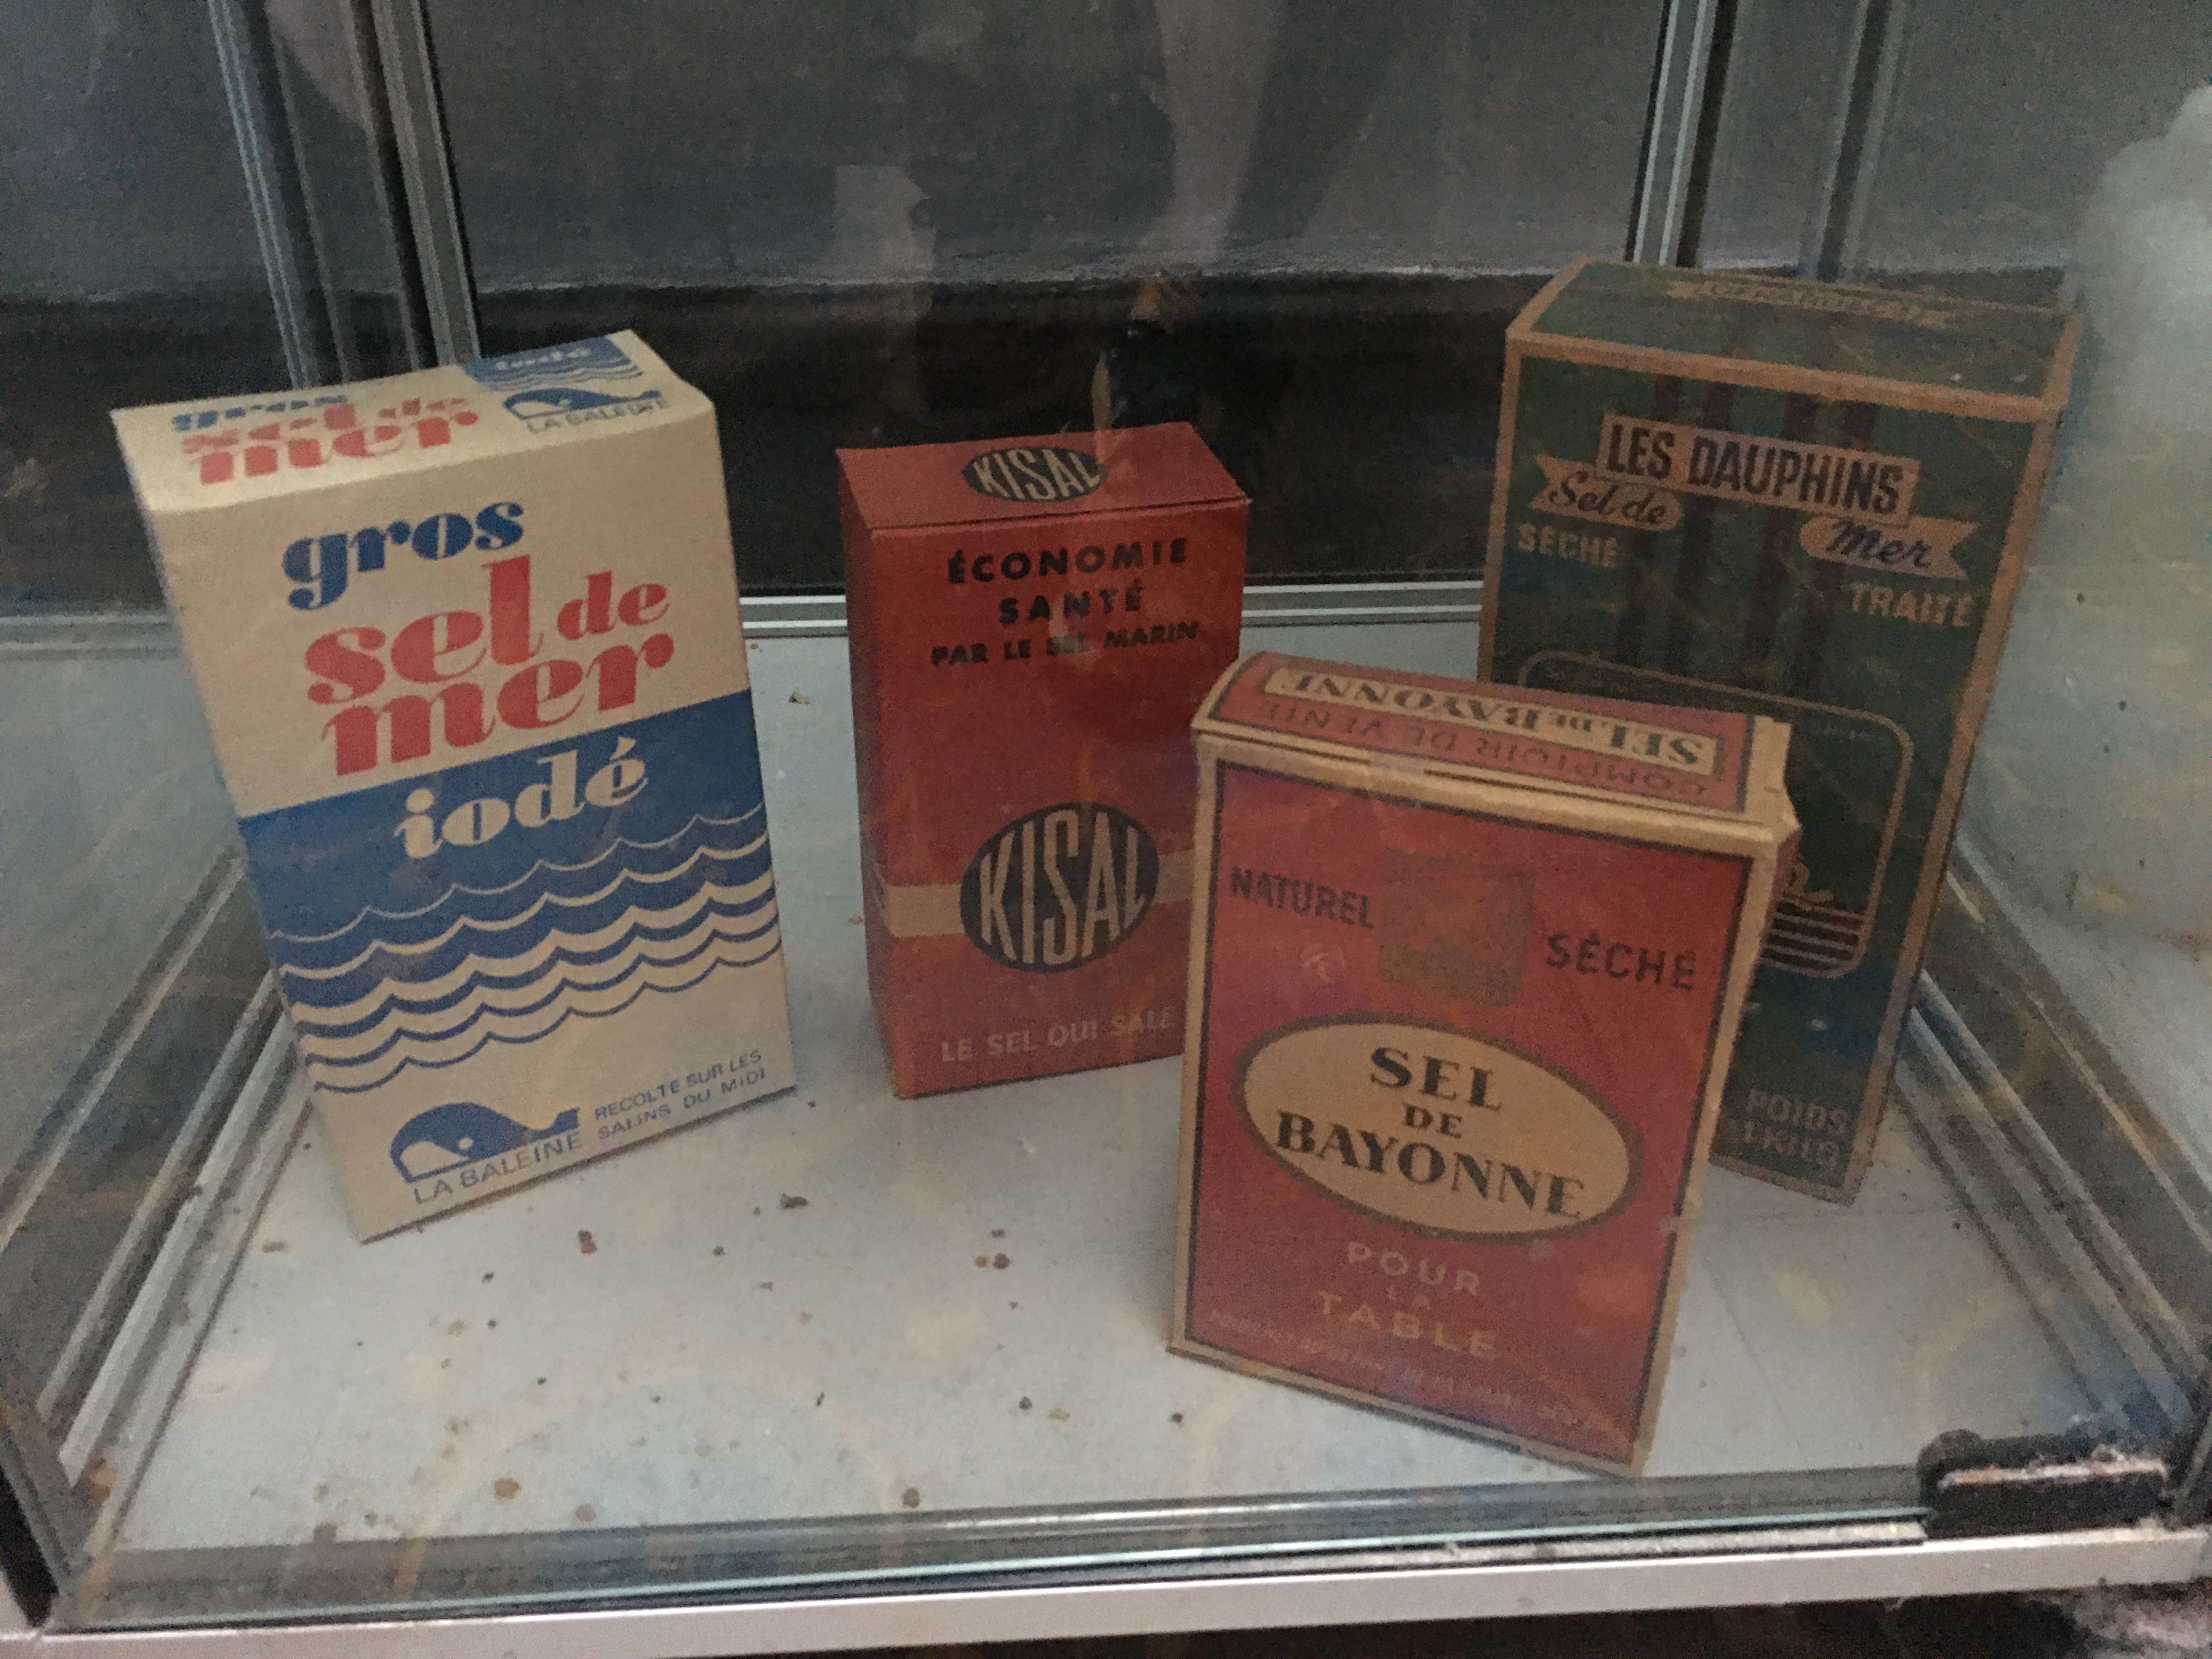 gros
sel de
mer
iodé
LA BALEINE
gros
sel de
mer
iodé
LA BALEINE
RECOLTE SUR LES
SALINS DU MIDI
KISAL
ÉCONOMIE
SANTÉ
PAR LE SEL MARIN
KISAL
LE SEL QUI SALE
COMPTOIR DE VENTE
SEL DE BAYONNE
NATUREL
SÉCHÉ
SEL
DE
BAYONNE
POUR
LA
TABLE
LES DAUPHINS
Sel de
Mer
SÉCHÉ
TRAITÉ
POIDS